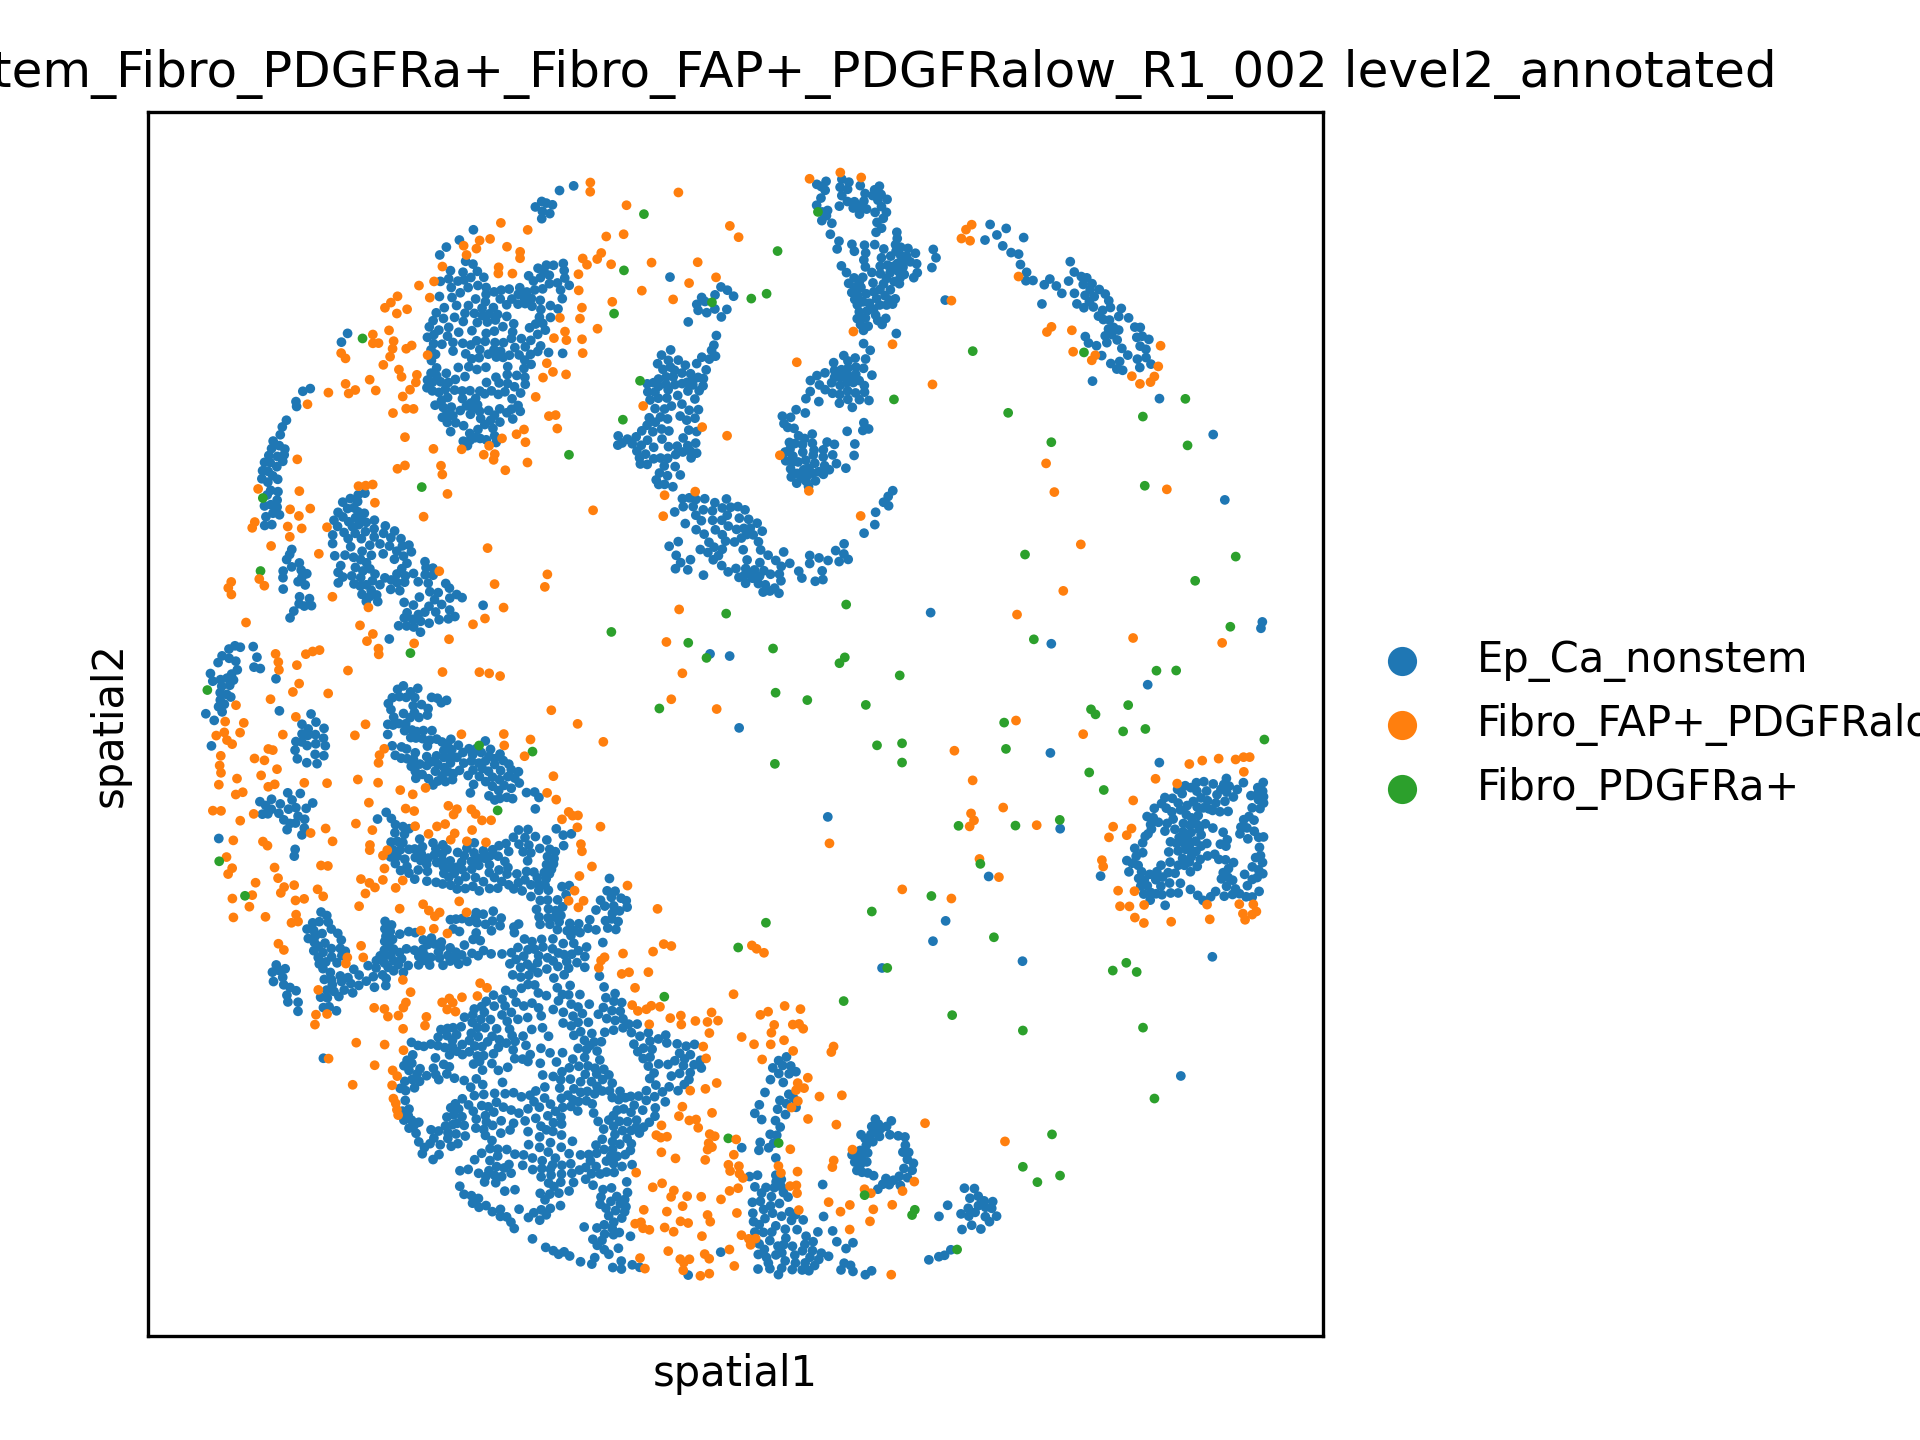 tem_Fibro_PDGFRa+_Fibro_FAP+_PDGFRalow_R1_002 level2_annotated
spatial2
Ep_Ca_nonstem
Fibro_FAP+_PDGFRalo
Fibro_PDGFRa+
spatial1